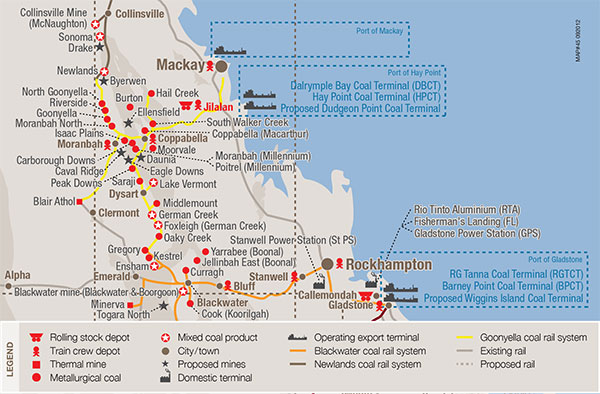 Collinsville Mine
(McNaughton)
Collinsville
Sonoma
Drake
Newlands
Byerwen
Mackay
Port of Mackay
Port of Hay Point
Dalrymple Bay Coal Terminal (DBCT)
Hay Point Coal Terminal (HPCT)
Proposed Dudgeon Point Coal Terminal
MAP#45 092012
North Goonyella
Riverside
Goonyella
Moranbah North
Isaac Plains
Moranbah
Burton
Hail Creek
Ellensfield
Jilalan
South Walker Creek
Coppabella (Macarthur)
Coppabella
Moorvale
Daunia
Moranbah (Millennium)
Poitrel (Millennium)
Carborough Downs
Caval Ridge
Peak Downs
Eagle Downs
Saraji
Lake Vermont
Dysart
Blair Athol
Clermont
Middlemount
German Creek
Foxleigh (German Creek)
Oaky Creek
Gregory
Kestrel
Yarrabee (Boonal)
Jellinbah East (Boonal)
Ensham
Curragh
Emerald
Alpha
Bluff
Blackwater mine (Blackwater & Boorgoon)
Blackwater
Minerva
Togara North
Cook (Koorilgah)
Stanwell Power Station (St PS)
Stanwell
Rockhampton
Rio Tinto Aluminium (RTA)
Fisherman's Landing (FL)
Gladstone Power Station (GPS)
Port of Gladstone
RG Tanna Coal Terminal (RGTCT)
Barney Point Coal Terminal (BPCT)
Proposed Wiggins Island Coal Terminal
Callemondah
Gladstone
LEGEND
Rolling stock depot
Train crew depot
Thermal mine
Metallurgical coal
Mixed coal product
City/town
Proposed mines
Domestic terminal
Operating export terminal
Blackwater coal rail system
Newlands coal rail system
Goonyella coal rail system
Existing rail
Proposed rail